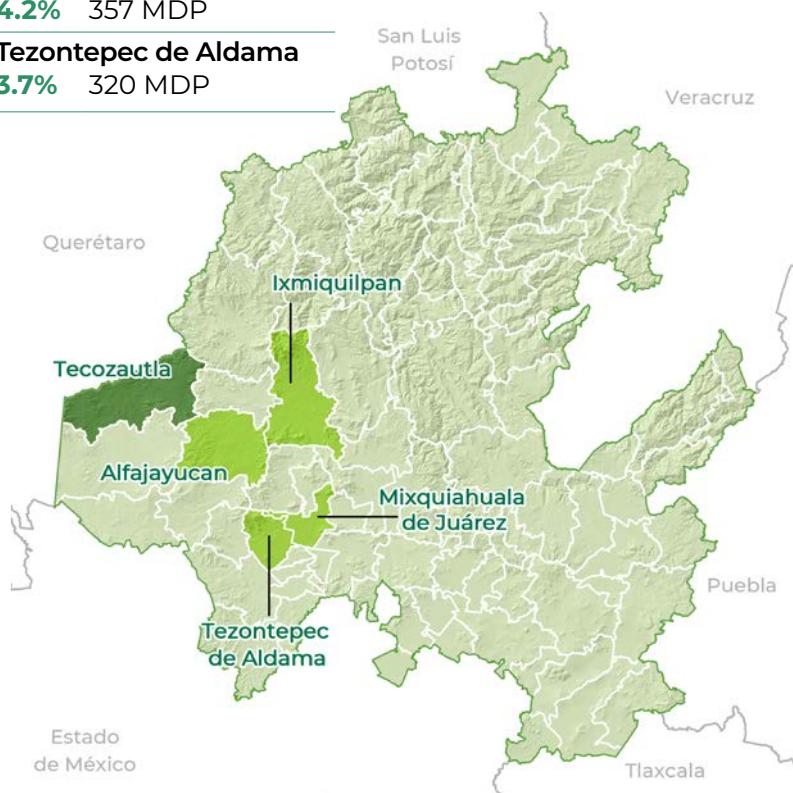 4.2% 357 MDP
Tezontepec de Aldama
3.7% 320 MDP
San Luis
Potosí
Veracruz
Querétaro
Ixmiquilpan
Tecozautla
Alfajayucan
Mixquiahuala
de Juárez
Puebla
Tezontepec
de Aldama
Estado
de México
Tlaxcala